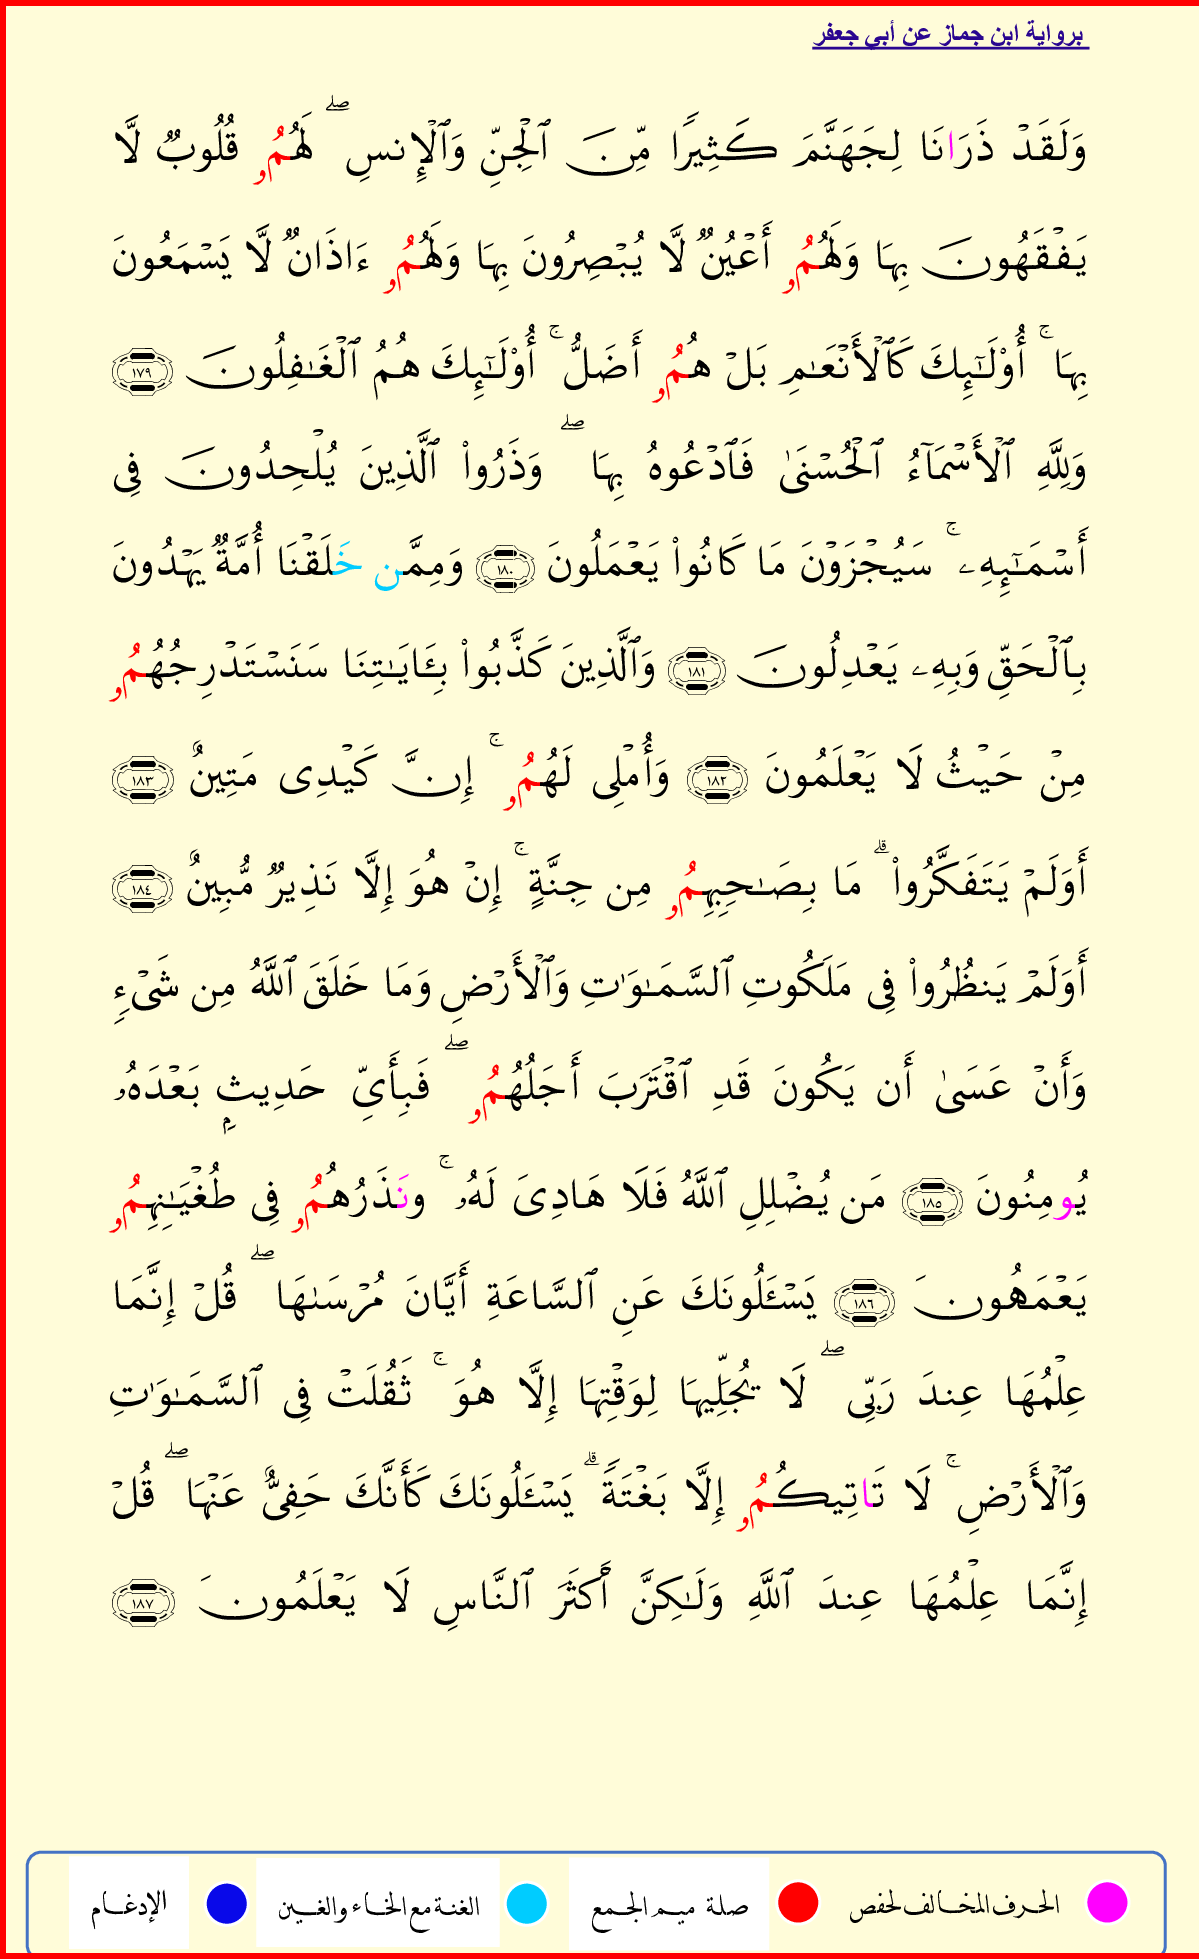 برواية ابن جماز عن أبي جعفر
وَلَقَدۡ ذَرَانَا لِجَهَنَّمَ كَثِيرٗا مِّنَ ٱلۡجِنِّ وَٱلۡإِنسِۖ لَهُمُۥ قُلُوبٞ لَّا
يَفۡقَهُونَ بِهَا وَلَهُمُۥ أَعۡيُنٞ لَّا يُبۡصِرُونَ بِهَا وَلَهُمُۥ ءَاذَانٞ لَّا يَسۡمَعُونَ
بِهَاۚ أُوْلَٰٓئِكَ كَٱلۡأَنۡعَٰمِ بَلۡ هُمُۥ أَضَلُّۚ أُوْلَٰٓئِكَ هُمُ ٱلۡغَٰفِلُونَ ١٧٩
وَلِلَّهِ ٱلۡأَسۡمَآءُ ٱلۡحُسۡنَىٰ فَٱدۡعُوهُ بِهَاۖ وَذَرُواْ ٱلَّذِينَ يُلۡحِدُونَ فِي
أَسۡمَٰٓئِهِۦۚ سَيُجۡزَوۡنَ مَا كَانُواْ يَعۡمَلُونَ ١٨٠ وَمِمَّن خَلَقۡنَا أُمَّةٞ يَهۡدُونَ
بِٱلۡحَقِّ وَبِهِۦ يَعۡدِلُونَ ١٨١ وَٱلَّذِينَ كَذَّبُواْ بِـَٔايَٰتِنَا سَنَسۡتَدۡرِجُهُمُۥ
مِنۡ حَيۡثُ لَا يَعۡلَمُونَ ١٨٢ وَأُمۡلِي لَهُمُۥۚ إِنَّ كَيۡدِي مَتِينٌ ١٨٣
أَوَلَمۡ يَتَفَكَّرُواْۗ مَا بِصَٰحِبِهِمُۥ مِن جِنَّةٍۚ إِنۡ هُوَ إِلَّا نَذِيرٞ مُّبِينٌ ١٨٤
أَوَلَمۡ يَنظُرُواْ فِي مَلَكُوتِ ٱلسَّمَٰوَٰتِ وَٱلۡأَرۡضِ وَمَا خَلَقَ ٱللَّهُ مِن شَيۡءٖ
وَأَنۡ عَسَىٰ أَن يَكُونَ قَدِ ٱقۡتَرَبَ أَجَلُهُمُۥۖ فَبِأَيِّ حَدِيثِۭ بَعۡدَهُۥ
يُومِنُونَ ١٨٥ مَن يُضۡلِلِ ٱللَّهُ فَلَا هَادِيَ لَهُۥۚ ونَذَرُهُمُۥ فِي طُغۡيَٰنِهِمُۥ
يَعۡمَهُونَ ١٨٦ يَسۡـَٔلُونَكَ عَنِ ٱلسَّاعَةِ أَيَّانَ مُرۡسَىٰهَاۖ قُلۡ إِنَّمَا
عِلۡمُهَا عِندَ رَبِّيۖ لَا يُجَلِّيهَا لِوَقۡتِهَا إِلَّا هُوَۚ ثَقُلَتۡ فِي ٱلسَّمَٰوَٰتِ
وَٱلۡأَرۡضِۚ لَا تَاتِيكُمُۥ إِلَّا بَغۡتَةٗۗ يَسۡـَٔلُونَكَ كَأَنَّكَ حَفِيٌّ عَنۡهَاۖ قُلۡ
إِنَّمَا عِلۡمُهَا عِندَ ٱللَّهِ وَلَٰكِنَّ أَكۡثَرَ ٱلنَّاسِ لَا يَعۡلَمُونَ ١٨٧
الحرف المخالف لحفص صلة ميم الجمع الغنة مع الخاء والغين الإدغام